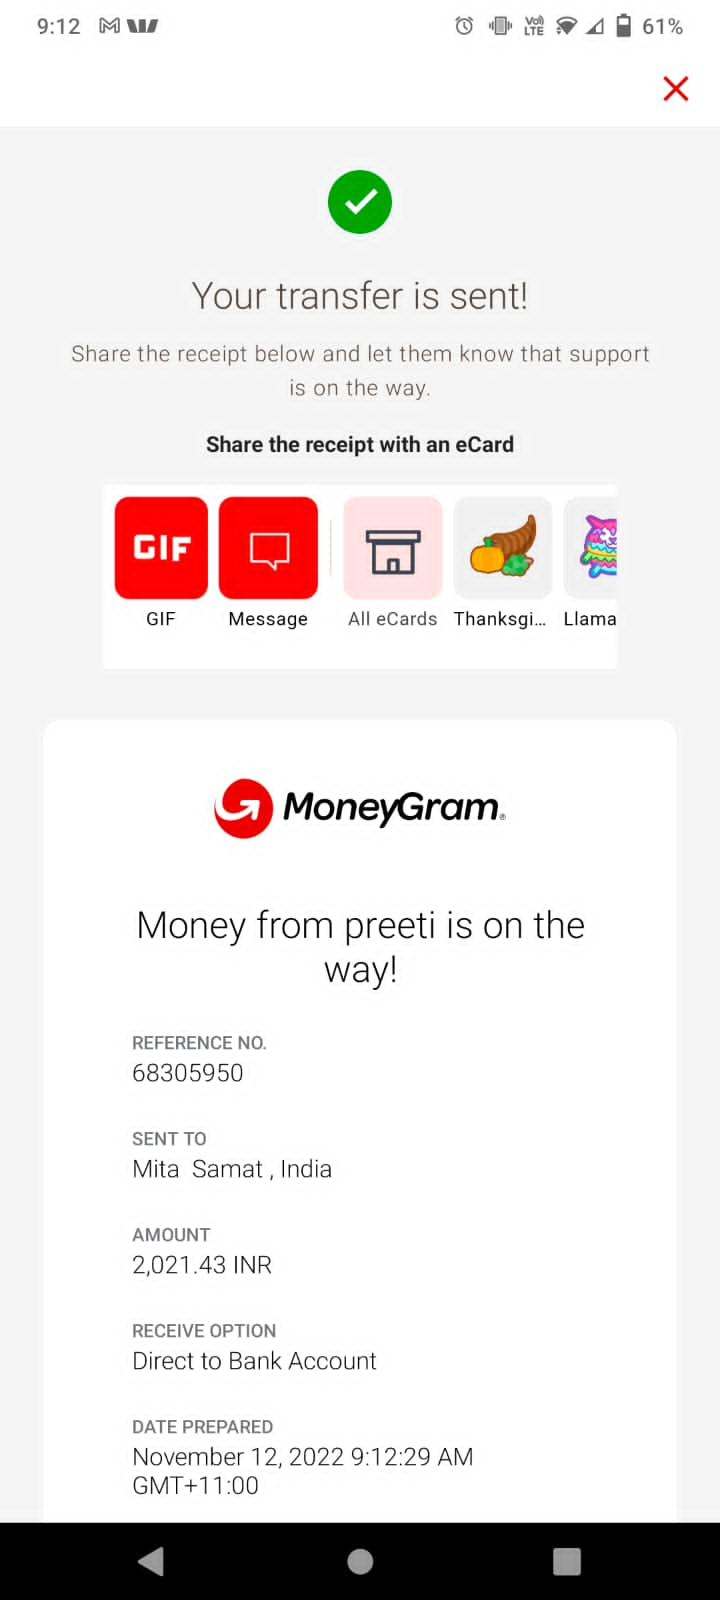 9:12
Vo)) LTE
61%
Your transfer is sent!
Share the receipt below and let them know that support
is on the way.
Share the receipt with an eCard
GIF
GIF Message All eCards Thanksgi... Llama
MoneyGram.
Money from preeti is on the
way!
REFERENCE NO.
68305950
SENT TO
Mita Samat , India
AMOUNT
2,021.43 INR
RECEIVE OPTION
Direct to Bank Account
DATE PREPARED
November 12, 2022 9:12:29 AM
GMT+11:00